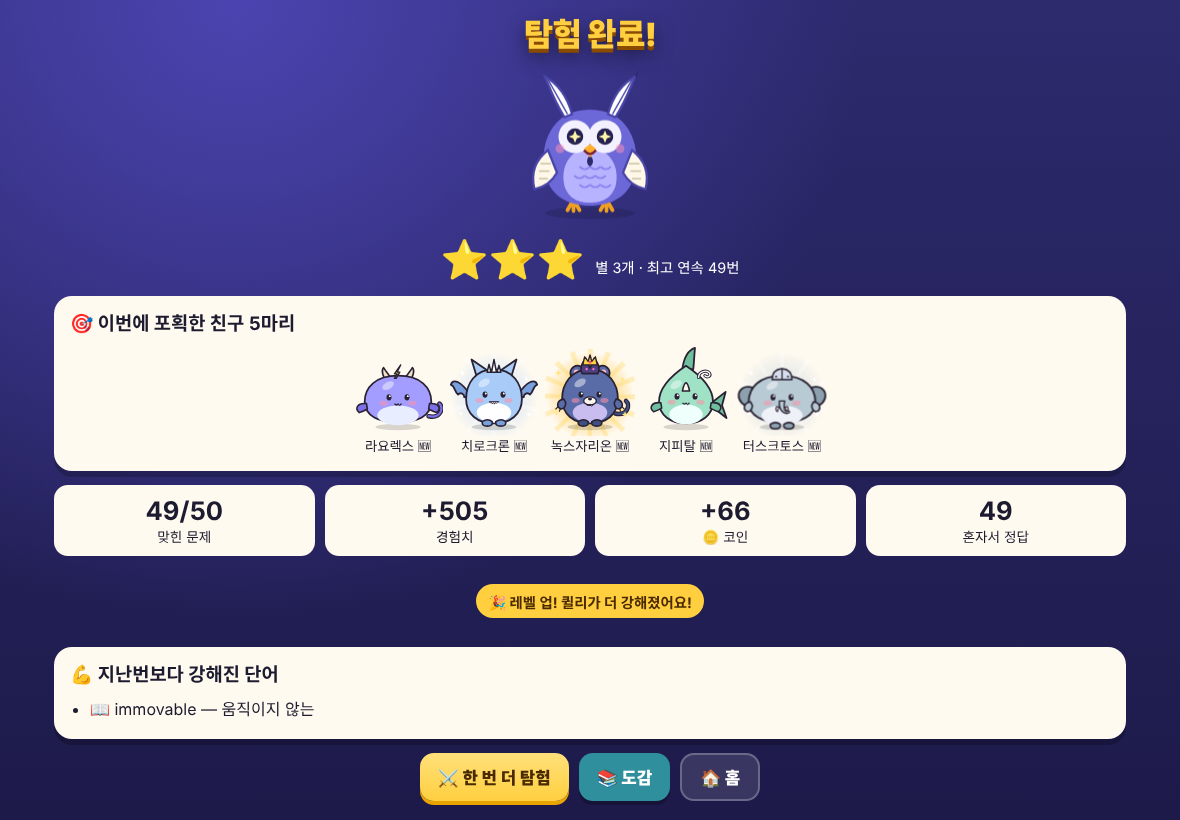 탐험 완료!
별 3개 · 최고 연속 49번
🎯 이번에 포획한 친구 5마리
라요렉스 🆕 치로크론 🆕 녹스자리온 🆕 지피탈 🆕 터스크토스 🆕
49/50 +505 +66 49
맞힌 문제 경험치 🪙 코인 혼자서 정답
🎉 레벨 업! 퀼리가 더 강해졌어요!
💪 지난번보다 강해진 단어
• 📖 immovable — 움직이지 않는
⚔️ 한 번 더 탐험 📚 도감 🏠 홈